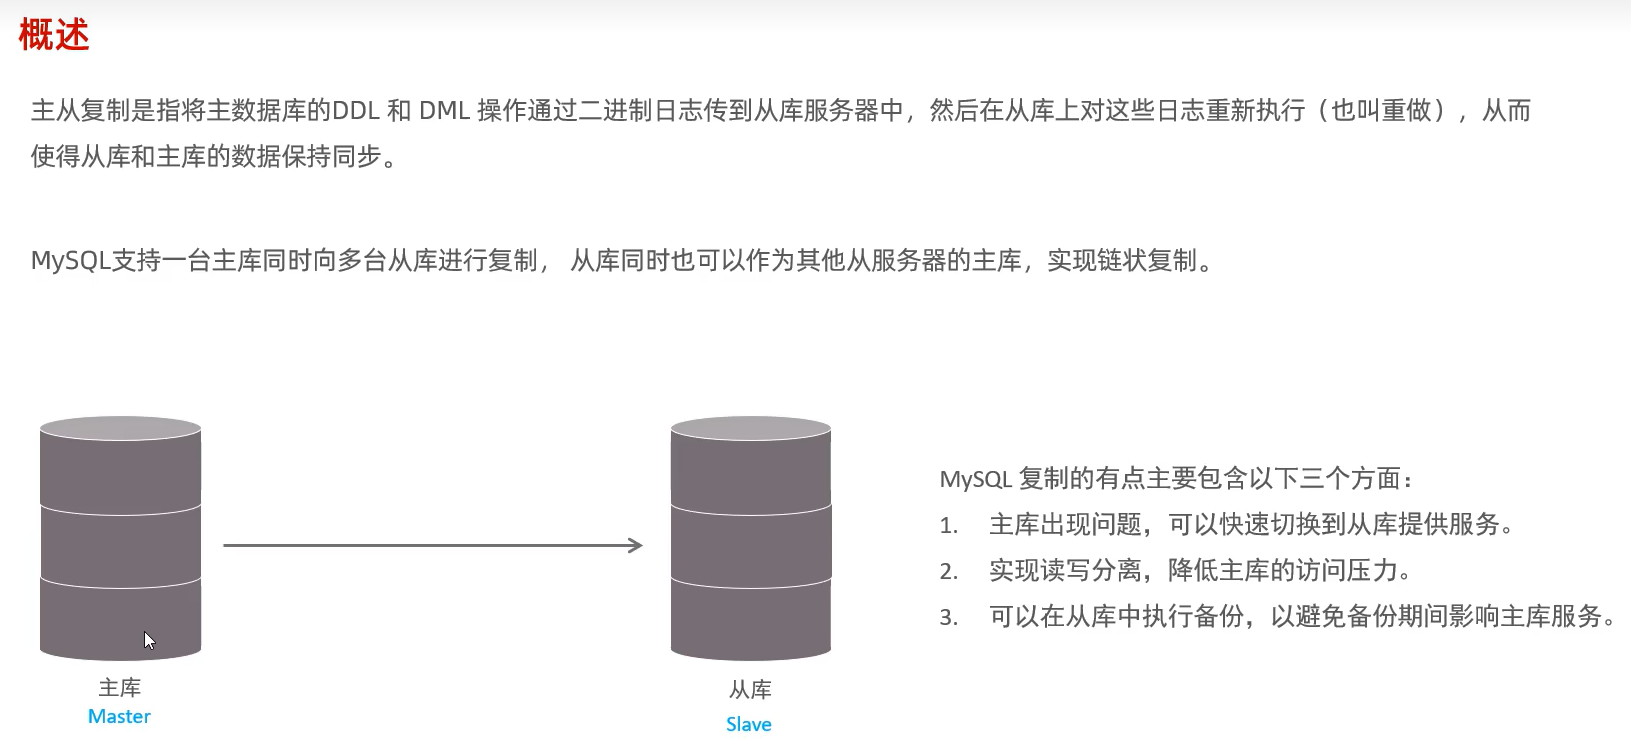 概述
主从复制是指将主数据库的DDL 和 DML 操作通过二进制日志传到从库服务器中，然后在从库上对这些日志重新执行（也叫重做），从而
使得从库和主库的数据保持同步。
MySQL支持一台主库同时向多台从库进行复制， 从库同时也可以作为其他从服务器的主库，实现链状复制。
MySQL 复制的有点主要包含以下三个方面：
1. 主库出现问题，可以快速切换到从库提供服务。
2. 实现读写分离，降低主库的访问压力。
3. 可以在从库中执行备份，以避免备份期间影响主库服务。
主库
Master
从库
Slave